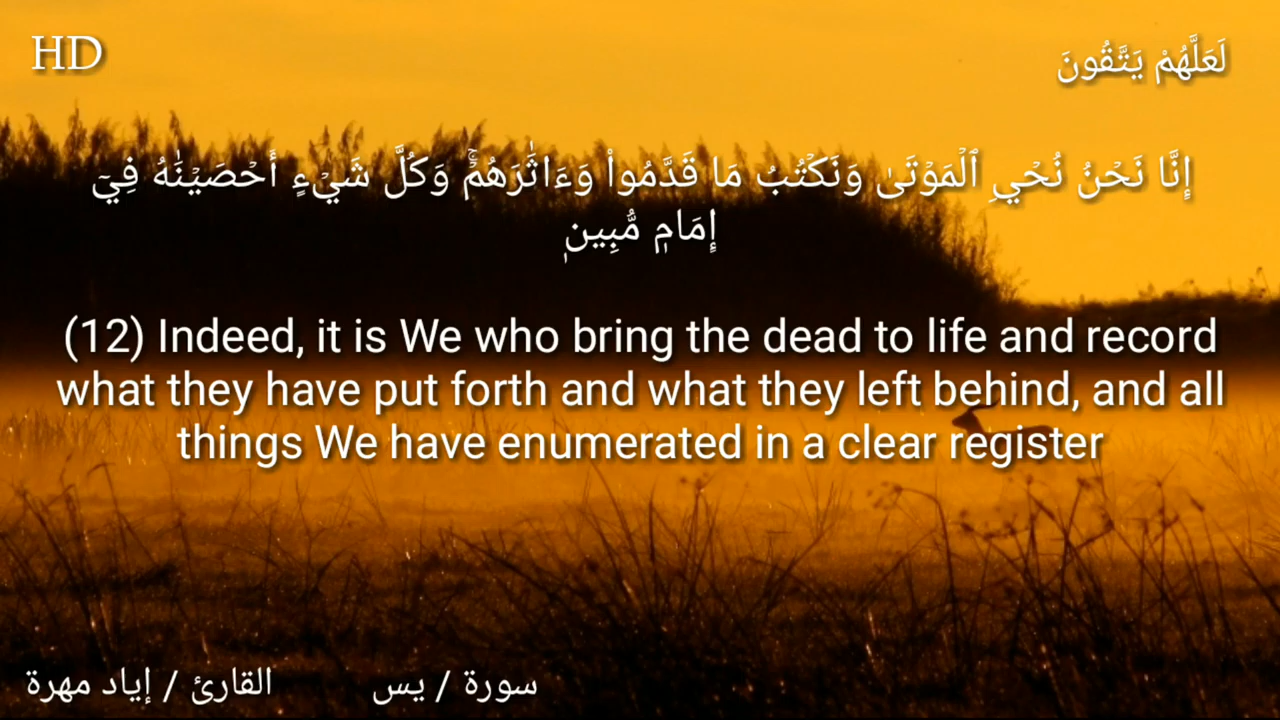 HD
لَعَلَّهُمْ يَتَّقُونَ
إِنَّا نَحْنُ نُحْيِ ٱلْمَوْتَىٰ وَنَكْتُبُ مَا قَدَّمُوا۟ وَءَاثَٰرَهُمْۚ وَكُلَّ شَىْءٍ أَحْصَيْنَٰهُ فِىٓ
إِمَامٍ مُّبِينٍ
(12) Indeed, it is We who bring the dead to life and record
what they have put forth and what they left behind, and all
things We have enumerated in a clear register
سورة / يس
القارئ / إياد مهرة